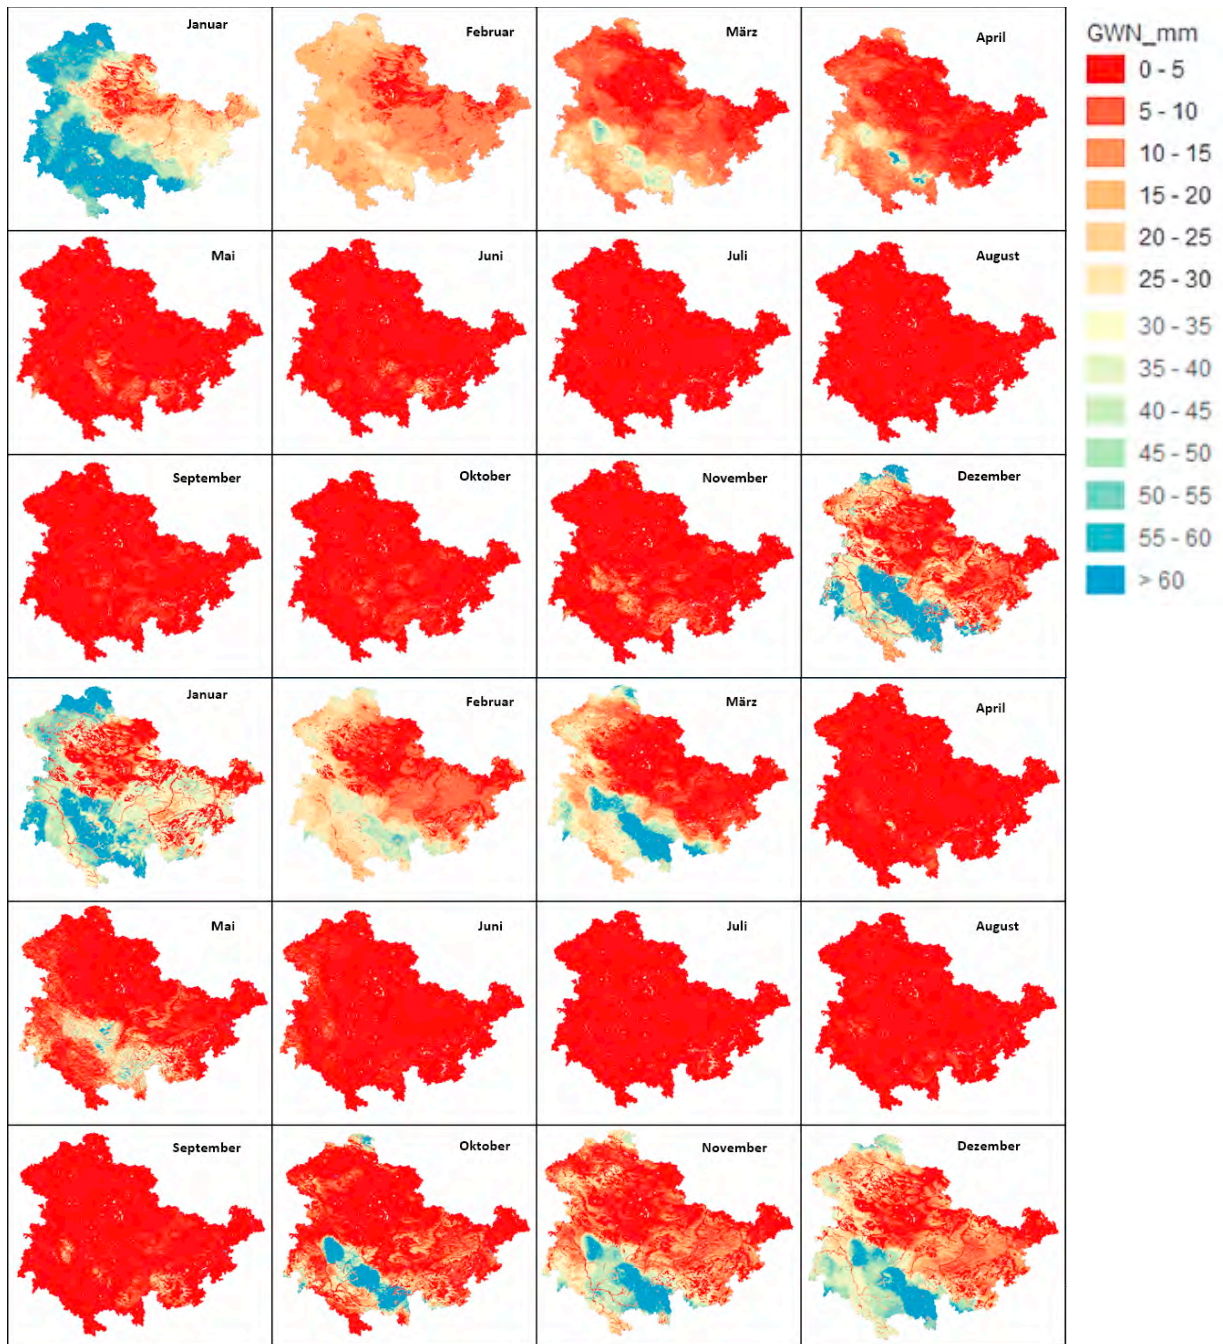 Januar
Februar
März
April
Mai
Juni
Juli
August
September
Oktober
November
Dezember
Januar
Februar
März
April
Mai
Juni
Juli
August
September
Oktober
November
Dezember
GWN_mm
0 - 5
5 - 10
10 - 15
15 - 20
20 - 25
25 - 30
30 - 35
35 - 40
40 - 45
45 - 50
50 - 55
55 - 60
> 60